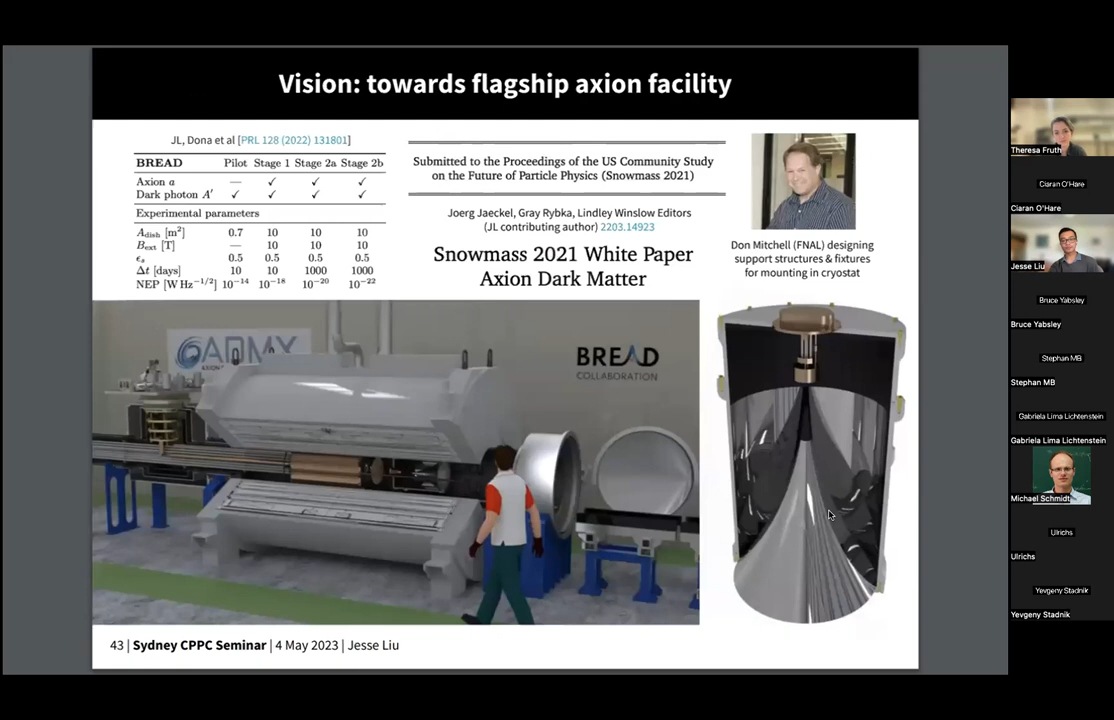 Vision: towards flagship axion facility
JL, Dona et al [PRL 128 (2022) 131801]
BREAD Pilot Stage 1 Stage 2a Stage 2b
Axion a — ✓ ✓ ✓
Dark photon A′ ✓ ✓ ✓ ✓
Experimental parameters
A_dish [m²] 0.7 10 10 10
B_ext [T] — 10 10 10
ϵ_s 0.5 0.5 0.5 0.5
Δt [days] 10 10 1000 1000
NEP [W Hz⁻¹/²] 10⁻¹⁴ 10⁻¹⁸ 10⁻²⁰ 10⁻²²
Submitted to the Proceedings of the US Community Study
on the Future of Particle Physics (Snowmass 2021)
Joerg Jaeckel, Gray Rybka, Lindley Winslow Editors
(JL contributing author) 2203.14923
Snowmass 2021 White Paper
Axion Dark Matter
Don Mitchell (FNAL) designing
support structures & fixtures
for mounting in cryostat
ADMX
BREAD
COLLABORATION
43 | Sydney CPPC Seminar | 4 May 2023 | Jesse Liu
Theresa Fruth
Ciaran O'Hare
Ciaran O'Hare
Jesse Liu
Bruce Yabsley
Bruce Yabsley
Stephan MB
Stephan MB
Gabriela Lima Lichtenstein
Gabriela Lima Lichtenstein
Michael Schmidt
Ulrichs
Ulrichs
Yevgeny Stadnik
Yevgeny Stadnik